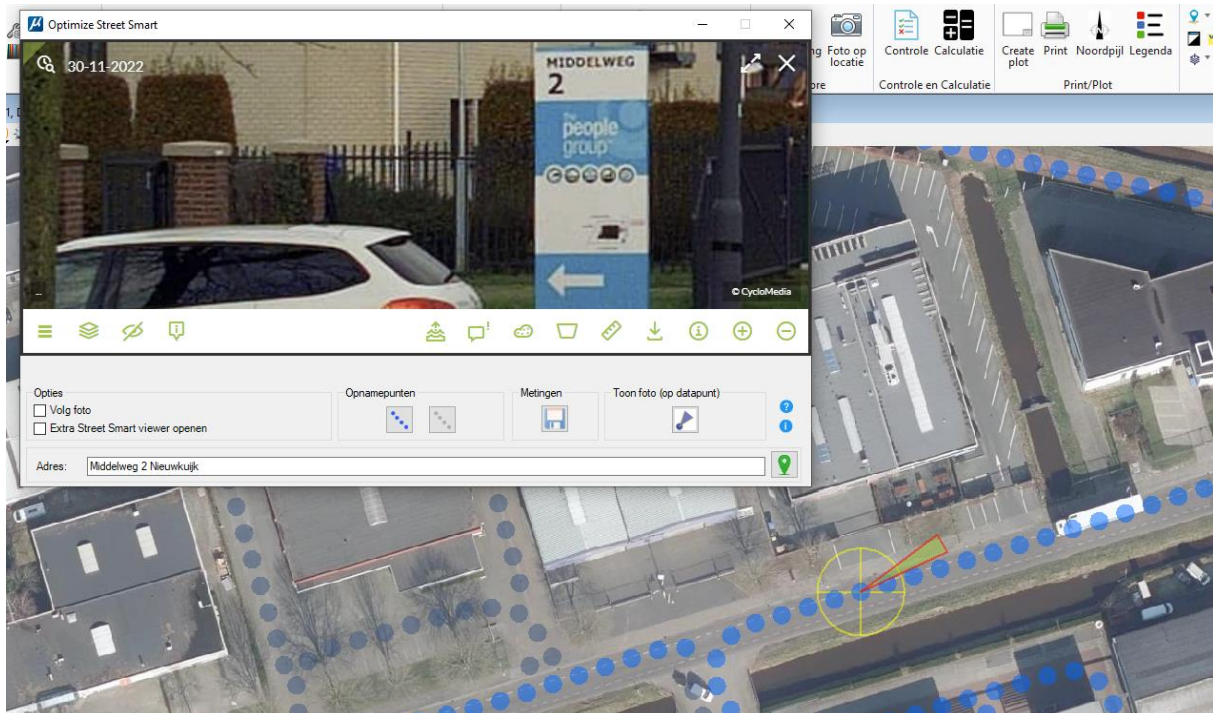 Optimize Street Smart
30-11-2022
MIDDELWEG
2
the
people
group
© CycloMedia
Opties
Volg foto
Extra Street Smart viewer openen
Opnamepunten
Metingen
Toon foto (op datapunt)
Adres:
Middelweg 2 Nieuwkuijk
Foto op
locatie
Controle
Calculatie
Controle en Calculatie
Create
plot
Print
Noordpijl
Legenda
Print/Plot